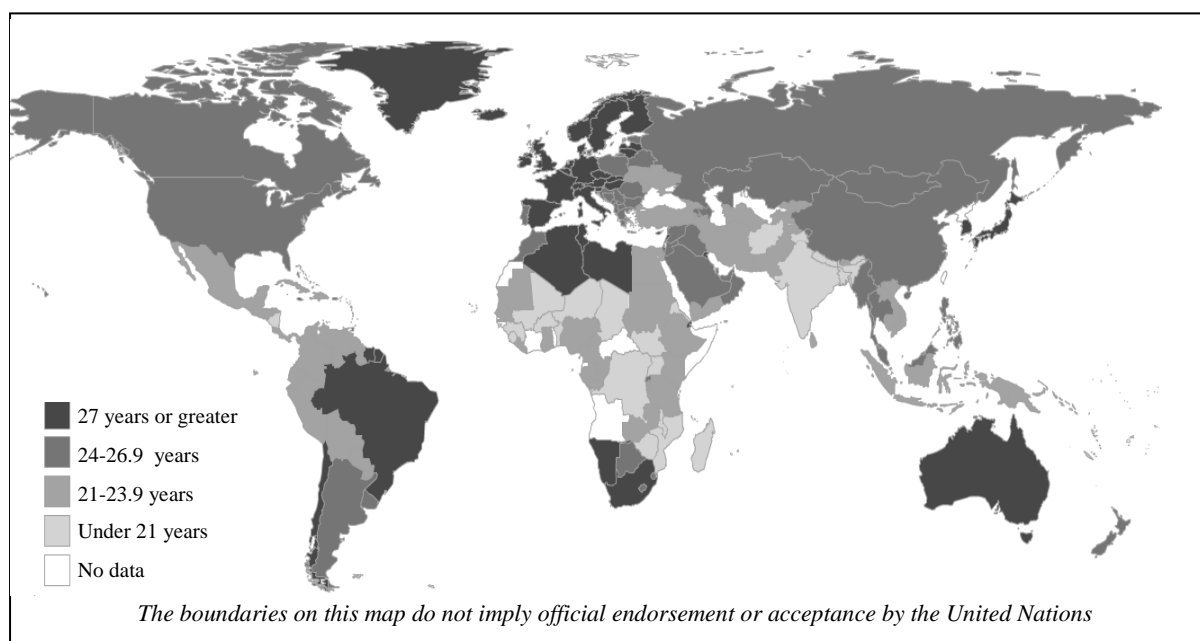 27 years or greater
24-26.9 years
21-23.9 years
Under 21 years
No data
The boundaries on this map do not imply official endorsement or acceptance by the United Nations